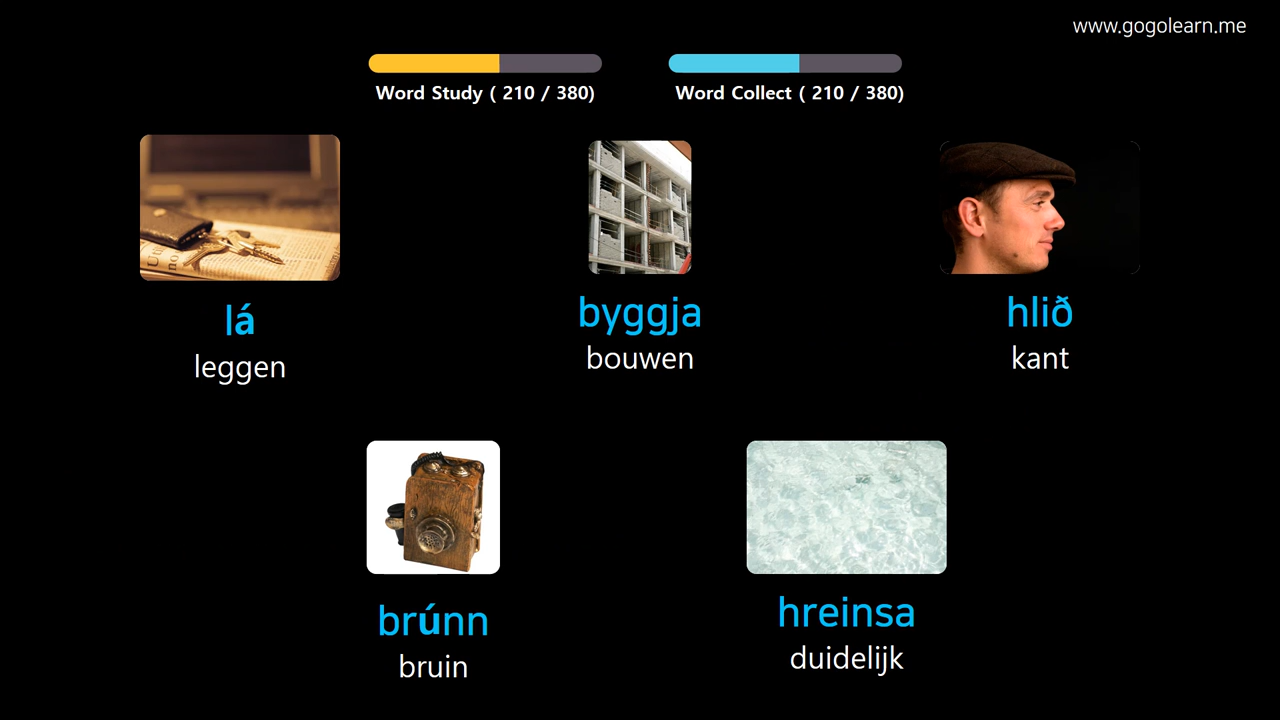 www.gogolearn.me
Word Study ( 210 / 380)
Word Collect ( 210 / 380)
lá
leggen
byggja
bouwen
hlið
kant
brúnn
bruin
hreinsa
duidelijk